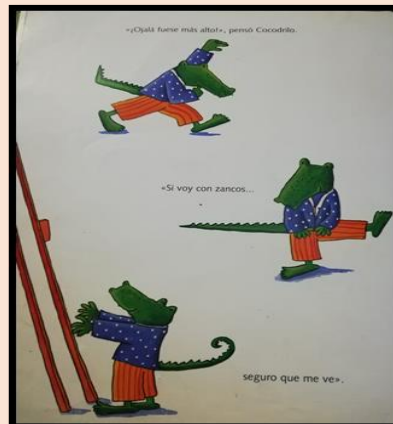 «¡Ojalá fuese más alto!», pensó Cocodrilo.
«Si voy con zancos...
seguro que me ve».